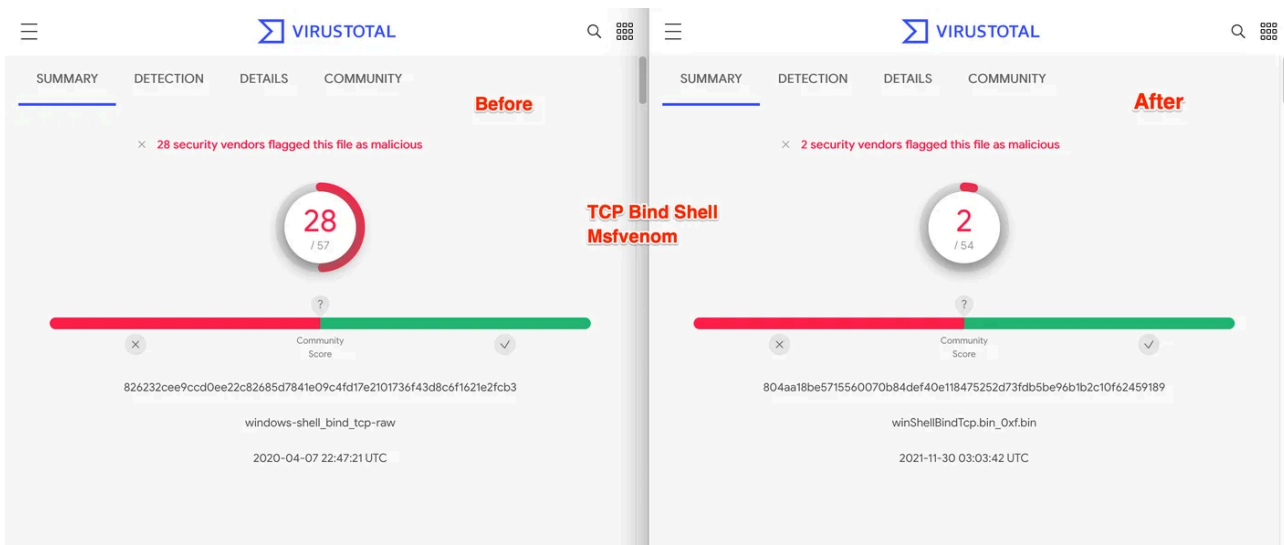 VIRUSTOTAL
SUMMARY DETECTION DETAILS COMMUNITY
Before
28 security vendors flagged this file as malicious
28
/ 57
?
Community
Score
826232cee9ccd0ee22c82685d7841e09c4fd17e2101736f43d8c6f1621e2fcb3
windows-shell_bind_tcp-raw
2020-04-07 22:47:21 UTC
TCP Bind Shell
Msfvenom
VIRUSTOTAL
SUMMARY DETECTION DETAILS COMMUNITY
After
2 security vendors flagged this file as malicious
2
/ 54
?
Community
Score
804aa18be5715560070b84def40e118475252d73fdb5be96b1b2c10f62459189
winShellBindTcp.bin_0xf.bin
2021-11-30 03:03:42 UTC